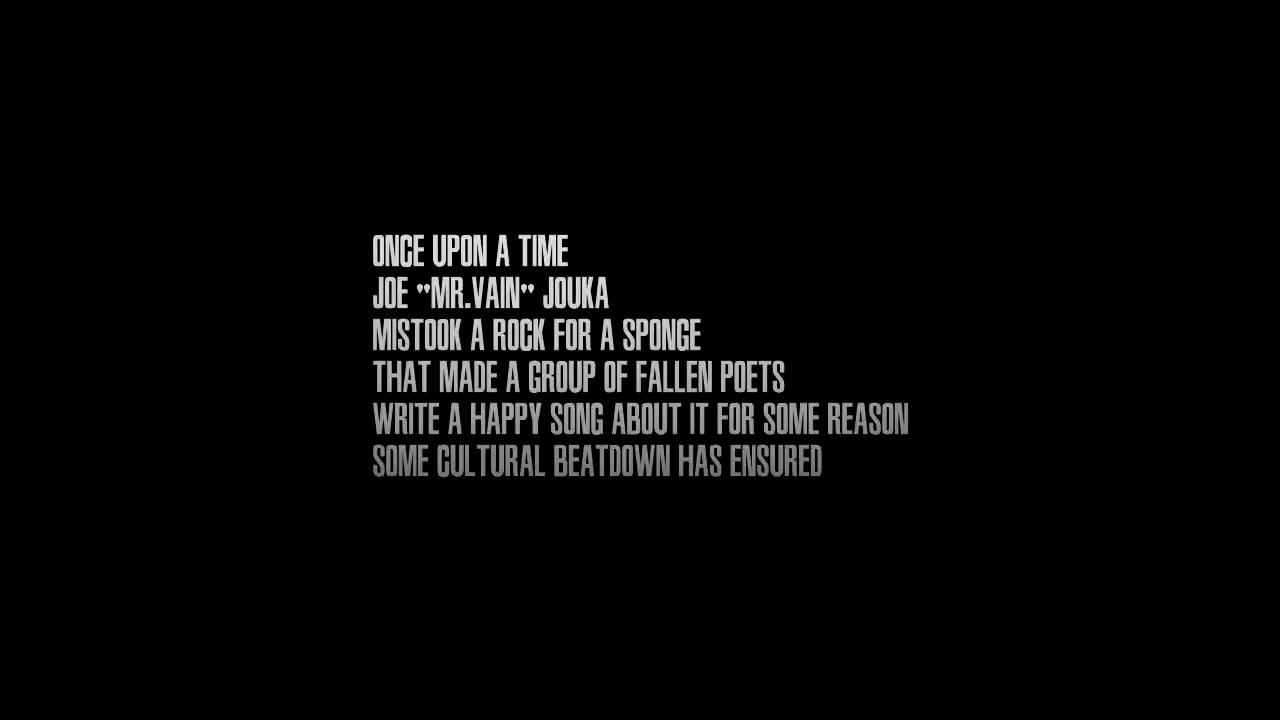 ONCE UPON A TIME
JOE "MR.VAIN" JOUKA
MISTOOK A ROCK FOR A SPONGE
THAT MADE A GROUP OF FALLEN POETS
WRITE A HAPPY SONG ABOUT IT FOR SOME REASON
SOME CULTURAL BEATDOWN HAS ENSURED